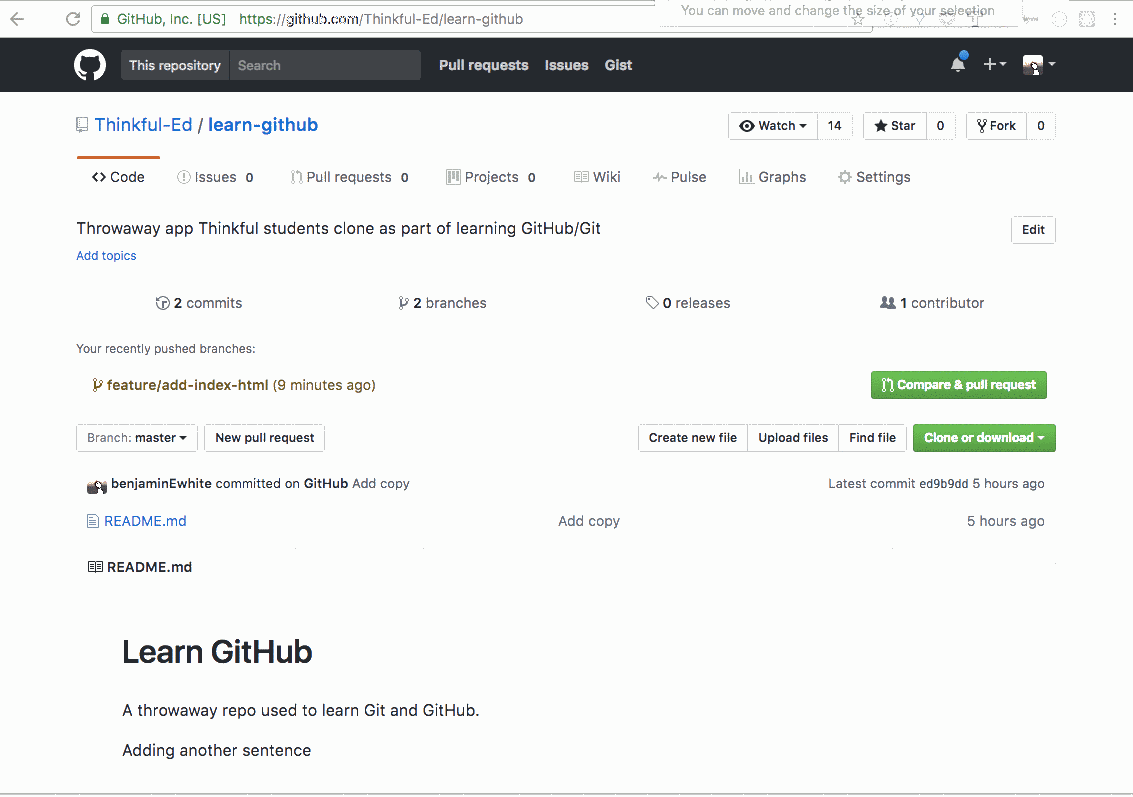 You can move and change the size of your selection
GitHub, Inc. [US] https://github.com/Thinkful-Ed/learn-github
This repository Search Pull requests Issues Gist
Thinkful-Ed / learn-github Watch 14 Star 0 Fork 0
Code Issues 0 Pull requests 0 Projects 0 Wiki Pulse Graphs Settings
Throwaway app Thinkful students clone as part of learning GitHub/Git Edit
Add topics
2 commits 2 branches 0 releases 1 contributor
Your recently pushed branches:
feature/add-index-html (9 minutes ago) Compare & pull request
Branch: master New pull request Create new file Upload files Find file Clone or download
benjaminEwhite committed on GitHub Add copy Latest commit ed9b9dd 5 hours ago
README.md Add copy 5 hours ago
README.md
Learn GitHub
A throwaway repo used to learn Git and GitHub.
Adding another sentence